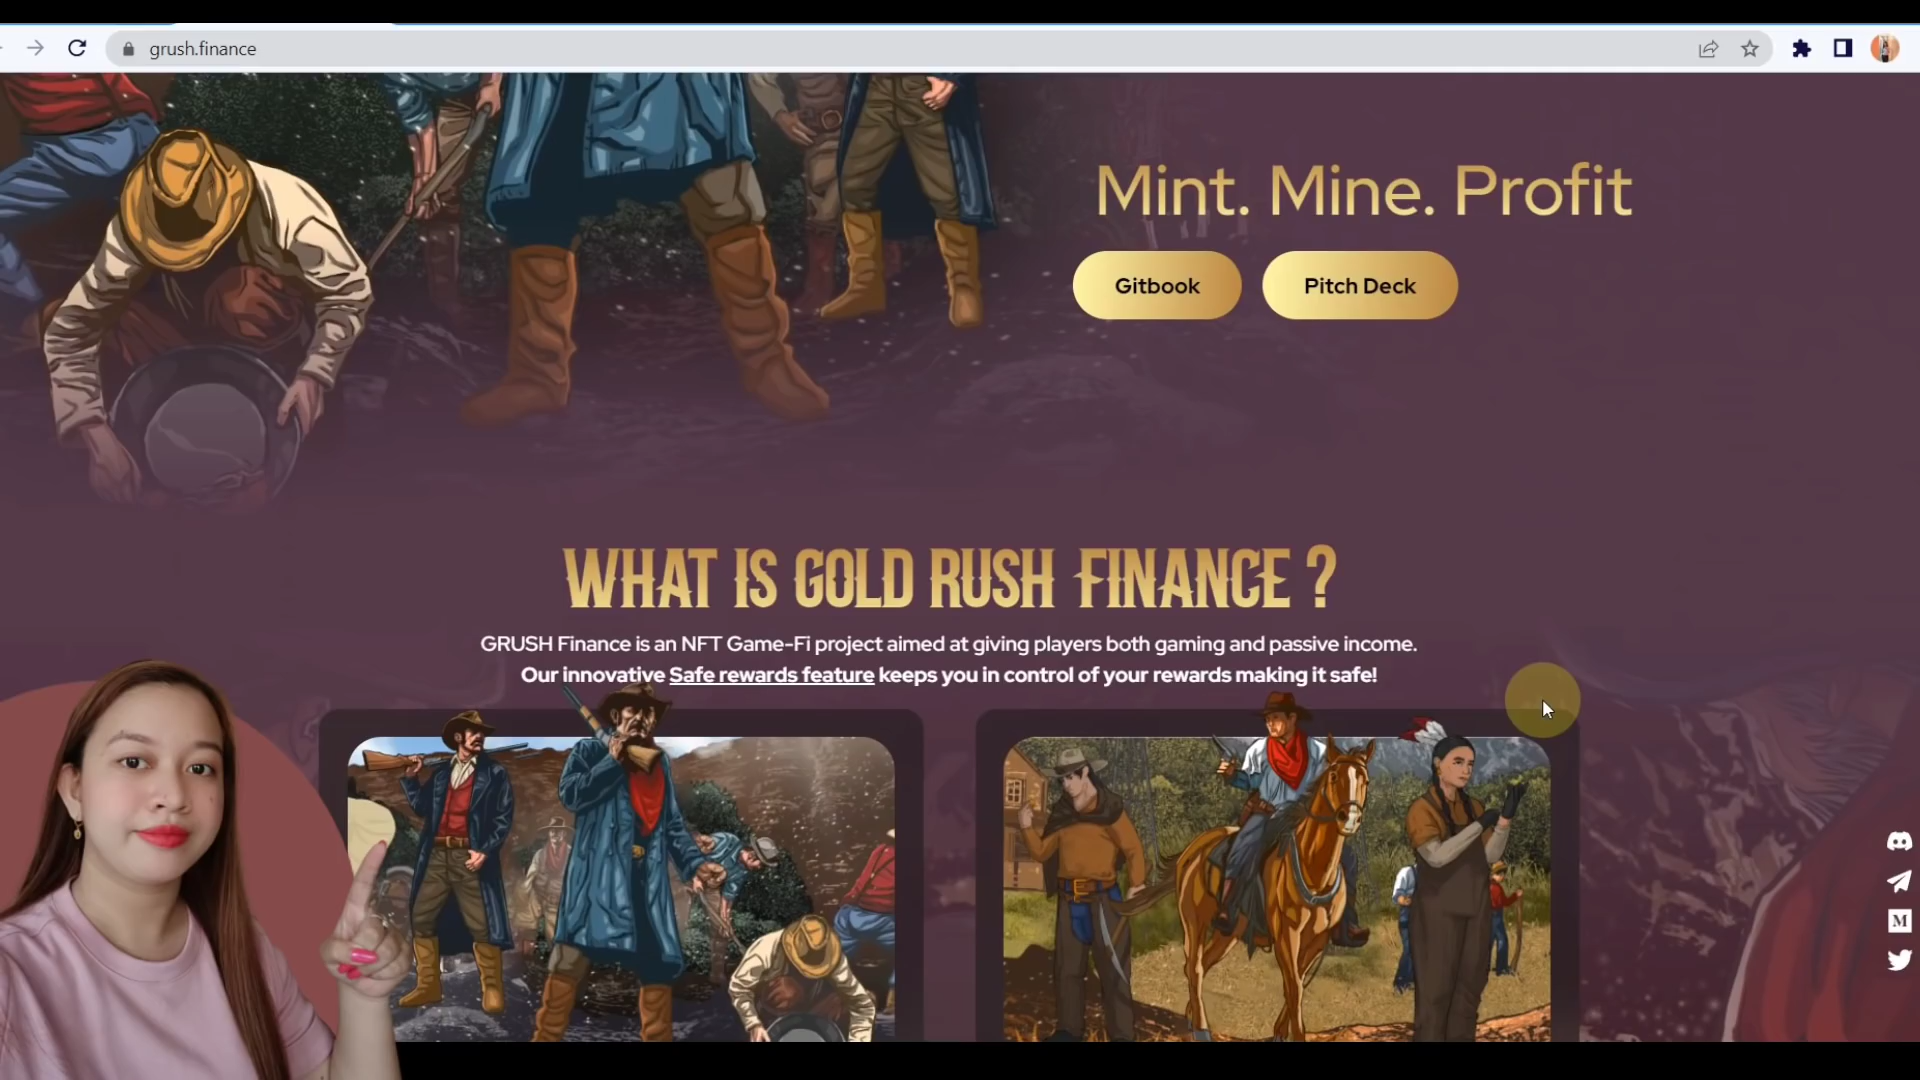 grush.finance
Mint. Mine. Profit
Gitbook
Pitch Deck
WHAT IS GOLD RUSH FINANCE ?
GRUSH Finance is an NFT Game-Fi project aimed at giving players both gaming and passive income.
Our innovative Safe rewards feature keeps you in control of your rewards making it safe!
M